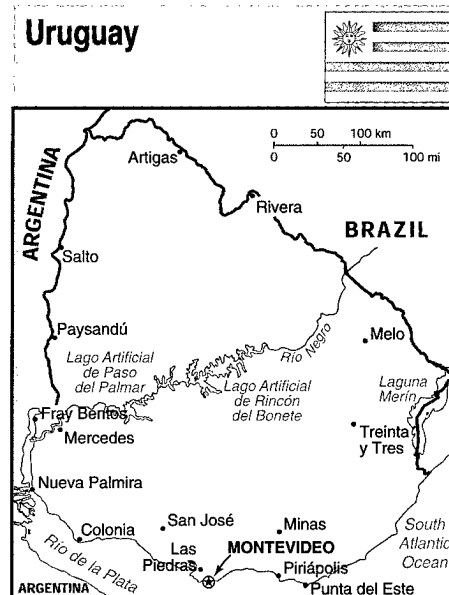 Uruguay
0 50 100 km
0 50 100 mi
Artigas
ARGENTINA
Rivera
BRAZIL
Salto
Paysandú
Melo
Río Negro
Lago Artificial
de Paso
del Palmar
Lago Artificial
de Rincón
del Bonete
Laguna
Merín
Fray Bentos
Mercedes
Treinta
y Tres
Nueva Palmira
San José
Minas
Colonia
South
Atlantic
Ocean
Río de la Plata
Las
Piedras
MONTEVIDEO
Piriápolis
Punta del Este
ARGENTINA